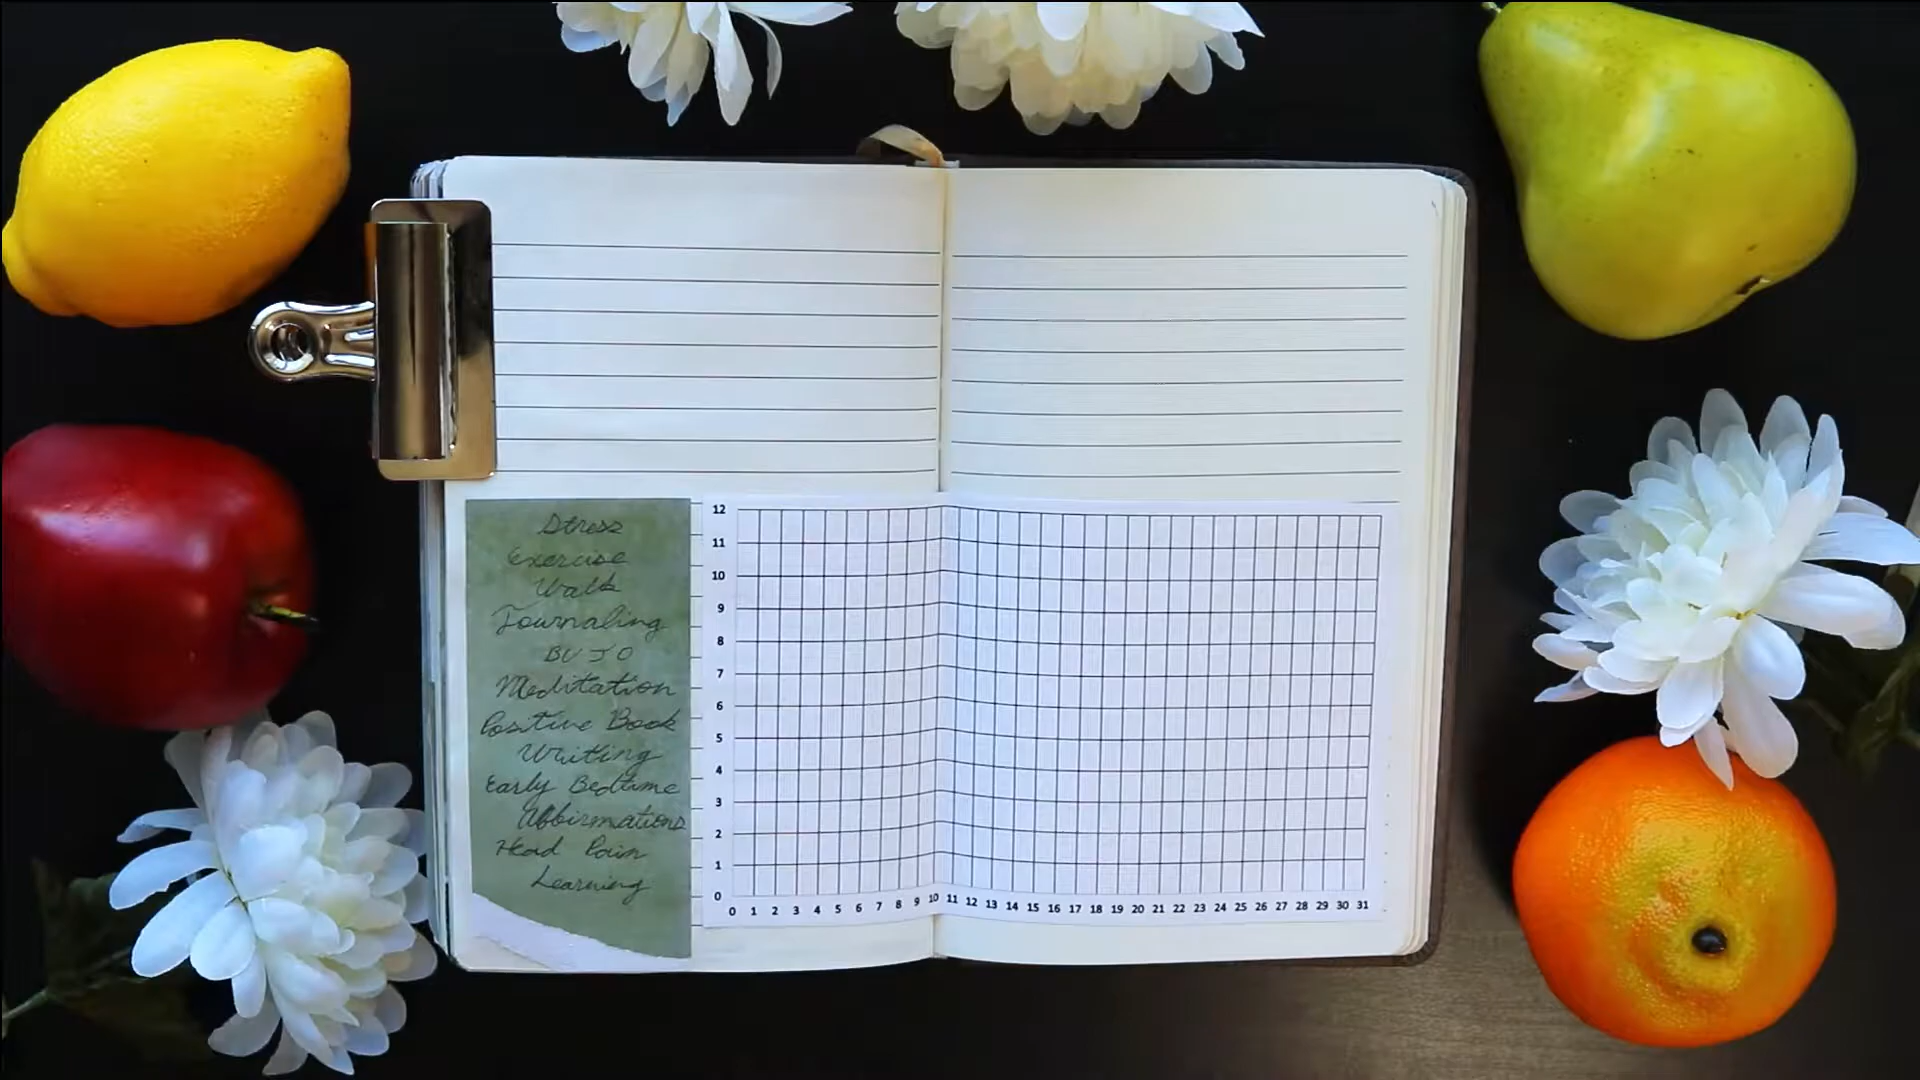 Stress
Exercise
Walk
Journaling
BUJO
Meditation
Positive Book
Writing
Early Bedtime
Affirmations
Head Pain
Learning
12
11
10
9
8
7
6
5
4
3
2
1
0
0 1 2 3 4 5 6 7 8 9 10 11 12 13 14 15 16 17 18 19 20 21 22 23 24 25 26 27 28 29 30 31